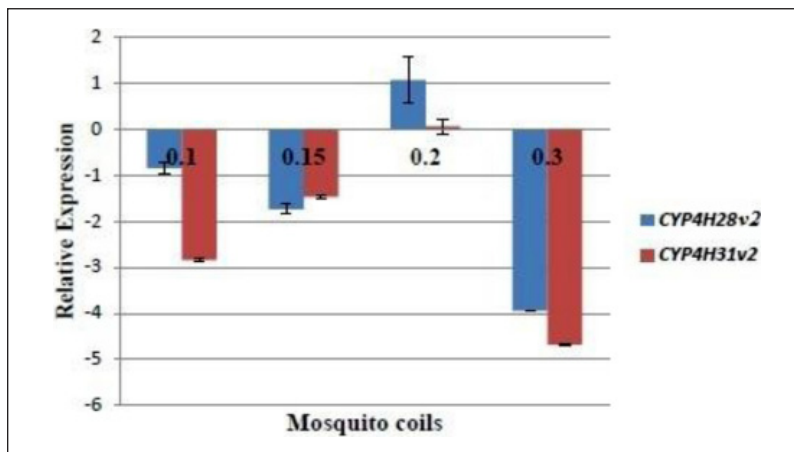 2
1
0
-1
-2
-3
-4
-5
-6
Relative Expression
0.1 0.15 0.2 0.3
Mosquito coils
CYP4H28v2
CYP4H31v2